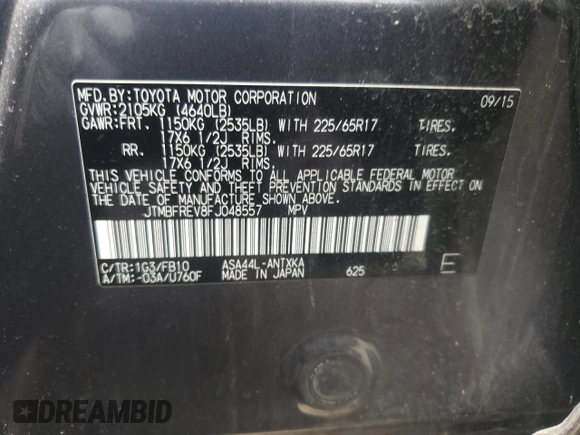 MFD.BY:TOYOTA MOTOR CORPORATION 09/15
GVWR:2105KG (4640LB)
GAWR:FRT. 1150KG (2535LB) WITH 225/65R17 TIRES.
17X6 1/2J RIMS.
RR. 1150KG (2535LB) WITH 225/65R17 TIRES.
17X6 1/2J RIMS.
THIS VEHICLE CONFORMS TO ALL APPLICABLE FEDERAL MOTOR
VEHICLE SAFETY AND THEFT PREVENTION STANDARDS IN EFFECT ON
THE DATE OF MANUFACTURE SHOWN ABOVE.
JTMBFREV8FJ048557 MPV
C/TR:1G3/FB10 ASA44L-ANTXKA E
A/TM:-03A/U760F MADE IN JAPAN 625
DREAMBID